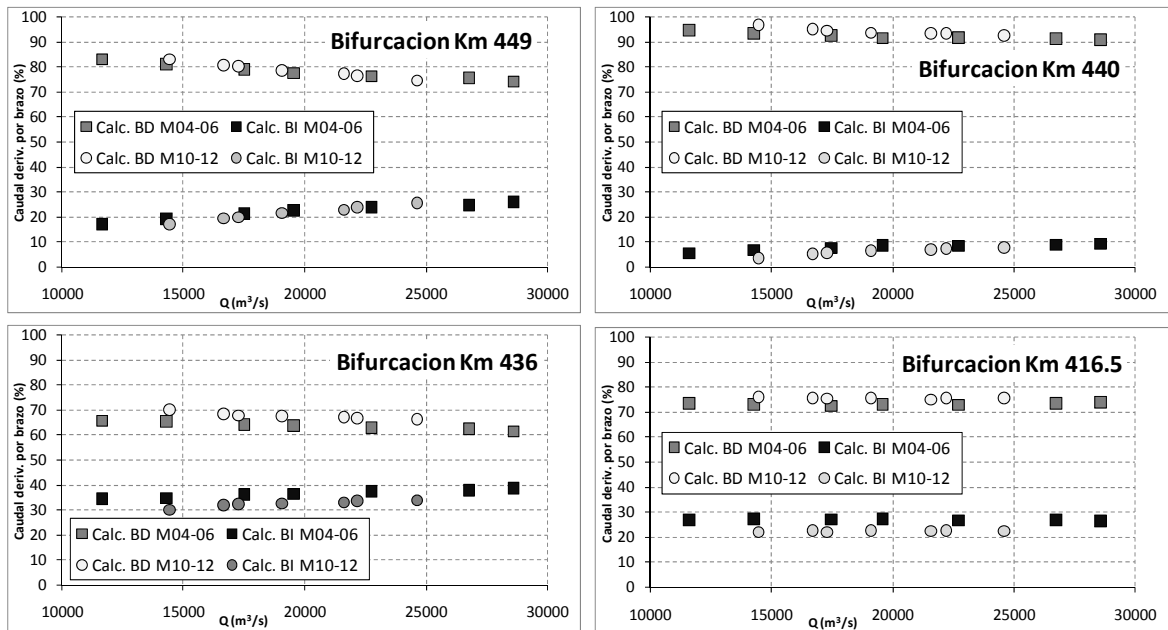 Bifurcacion Km 449
Caudal deriv. por brazo (%)
100
90
80
70
60
50
40
30
20
10
0
Calc. BD M04-06 Calc. BI M04-06
Calc. BD M10-12 Calc. BI M10-12
10000 15000 20000 25000 30000
Q (m³/s)
Bifurcacion Km 440
Caudal deriv. por brazo (%)
100
90
80
70
60
50
40
30
20
10
0
Calc. BD M04-06 Calc. BI M04-06
Calc. BD M10-12 Calc. BI M10-12
10000 15000 20000 25000 30000
Q (m³/s)
Bifurcacion Km 436
Caudal deriv. por brazo (%)
100
90
80
70
60
50
40
30
20
10
0
Calc. BD M04-06 Calc. BI M04-06
Calc. BD M10-12 Calc. BI M10-12
10000 15000 20000 25000 30000
Q (m³/s)
Bifurcacion Km 416.5
Caudal deriv. por brazo (%)
100
90
80
70
60
50
40
30
20
10
0
Calc. BD M04-06 Calc. BI M04-06
Calc. BD M10-12 Calc. BI M10-12
10000 15000 20000 25000 30000
Q (m³/s)